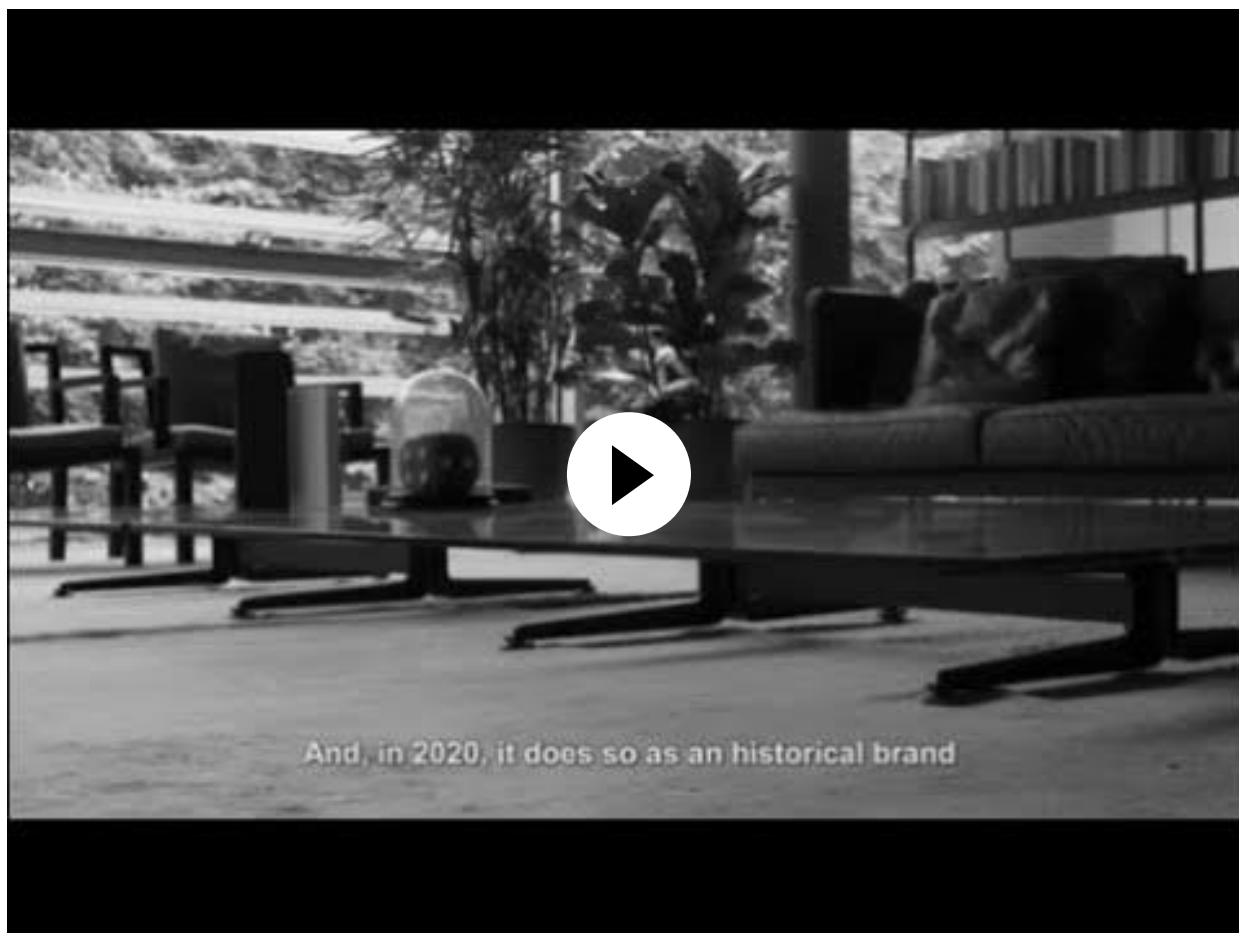 And, in 2020, it does so as an historical brand